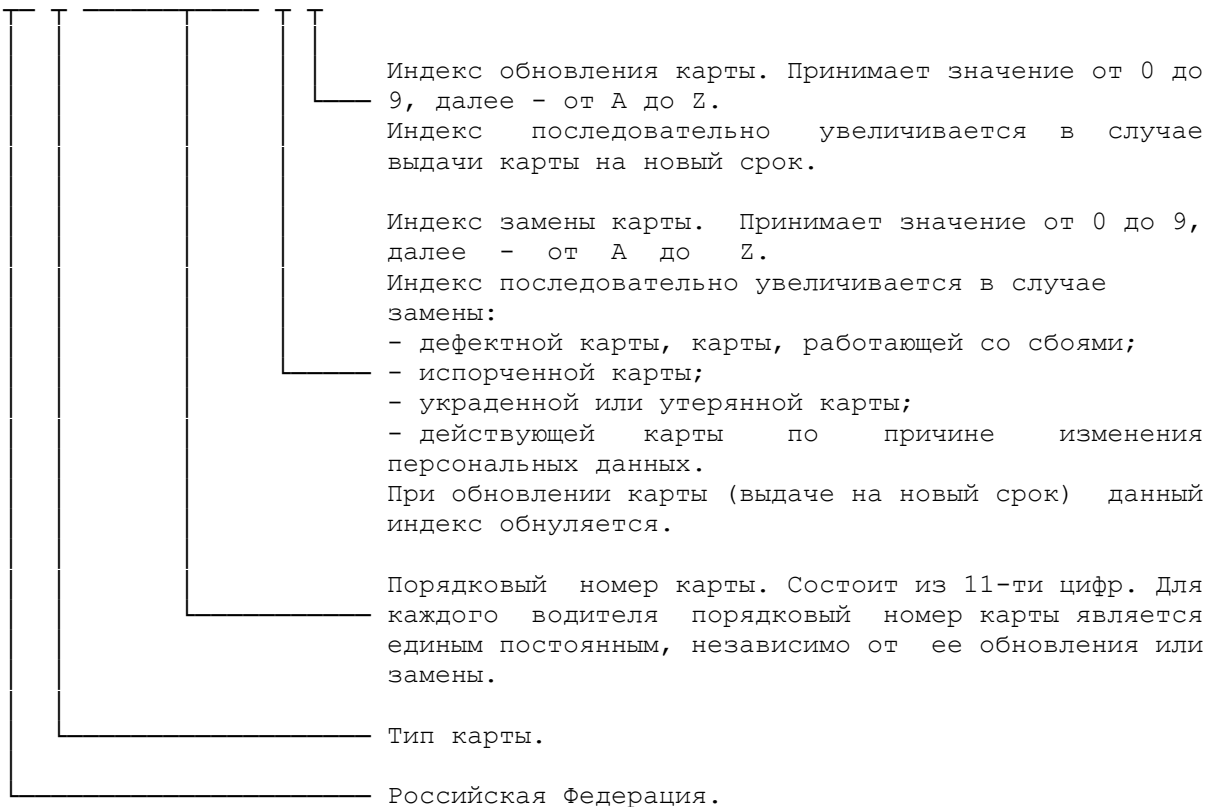 Индекс обновления карты. Принимает значение от 0 до
9, далее - от A до Z.
Индекс последовательно увеличивается в случае
выдачи карты на новый срок.
Индекс замены карты. Принимает значение от 0 до 9,
далее - от A до Z.
Индекс последовательно увеличивается в случае
замены:
- дефектной карты, карты, работающей со сбоями;
- испорченной карты;
- украденной или утерянной карты;
- действующей карты по причине изменения
персональных данных.
При обновлении карты (выдаче на новый срок) данный
индекс обнуляется.
Порядковый номер карты. Состоит из 11-ти цифр. Для
каждого водителя порядковый номер карты является
единым постоянным, независимо от ее обновления или
замены.
Тип карты.
Российская Федерация.